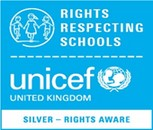 RIGHTS
RESPECTING
SCHOOLS
unicef
UNITED KINGDOM
SILVER – RIGHTS AWARE